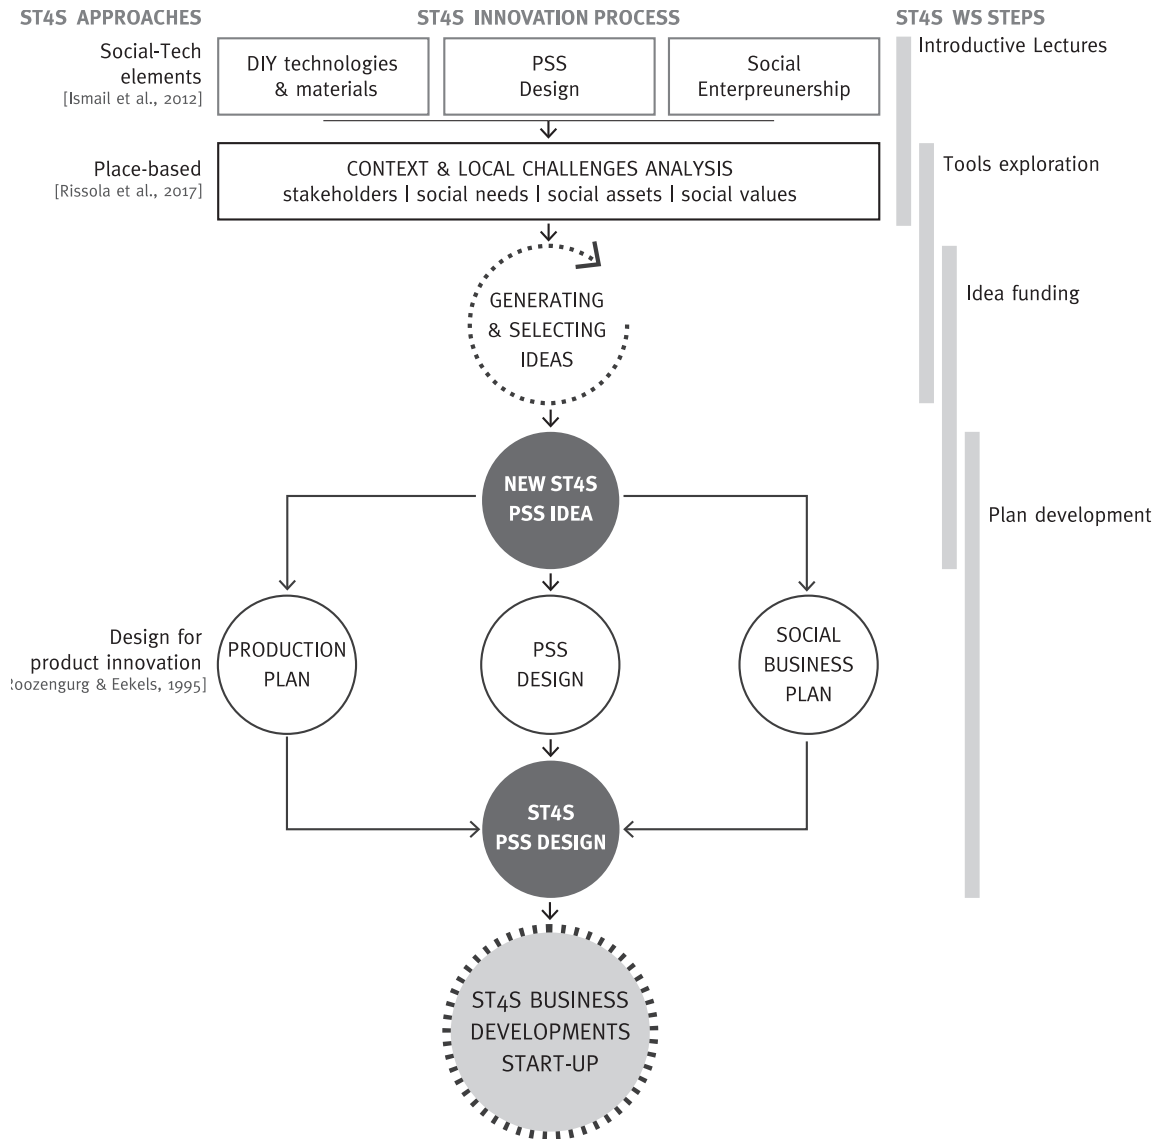 ST4S APPROACHES
ST4S INNOVATION PROCESS
ST4S WS STEPS
Social-Tech
elements
[Ismail et al., 2012]
DIY technologies
& materials
PSS
Design
Social
Enterpreunership
Introductive Lectures
Place-based
[Rissola et al., 2017]
CONTEXT & LOCAL CHALLENGES ANALYSIS
stakeholders | social needs | social assets | social values
Tools exploration
GENERATING
& SELECTING
IDEAS
Idea funding
NEW ST4S
PSS IDEA
Plan development
Design for
product innovation
Roozengurg & Eekels, 1995]
PRODUCTION
PLAN
PSS
DESIGN
SOCIAL
BUSINESS
PLAN
ST4S
PSS DESIGN
ST4S BUSINESS
DEVELOPMENTS
START-UP